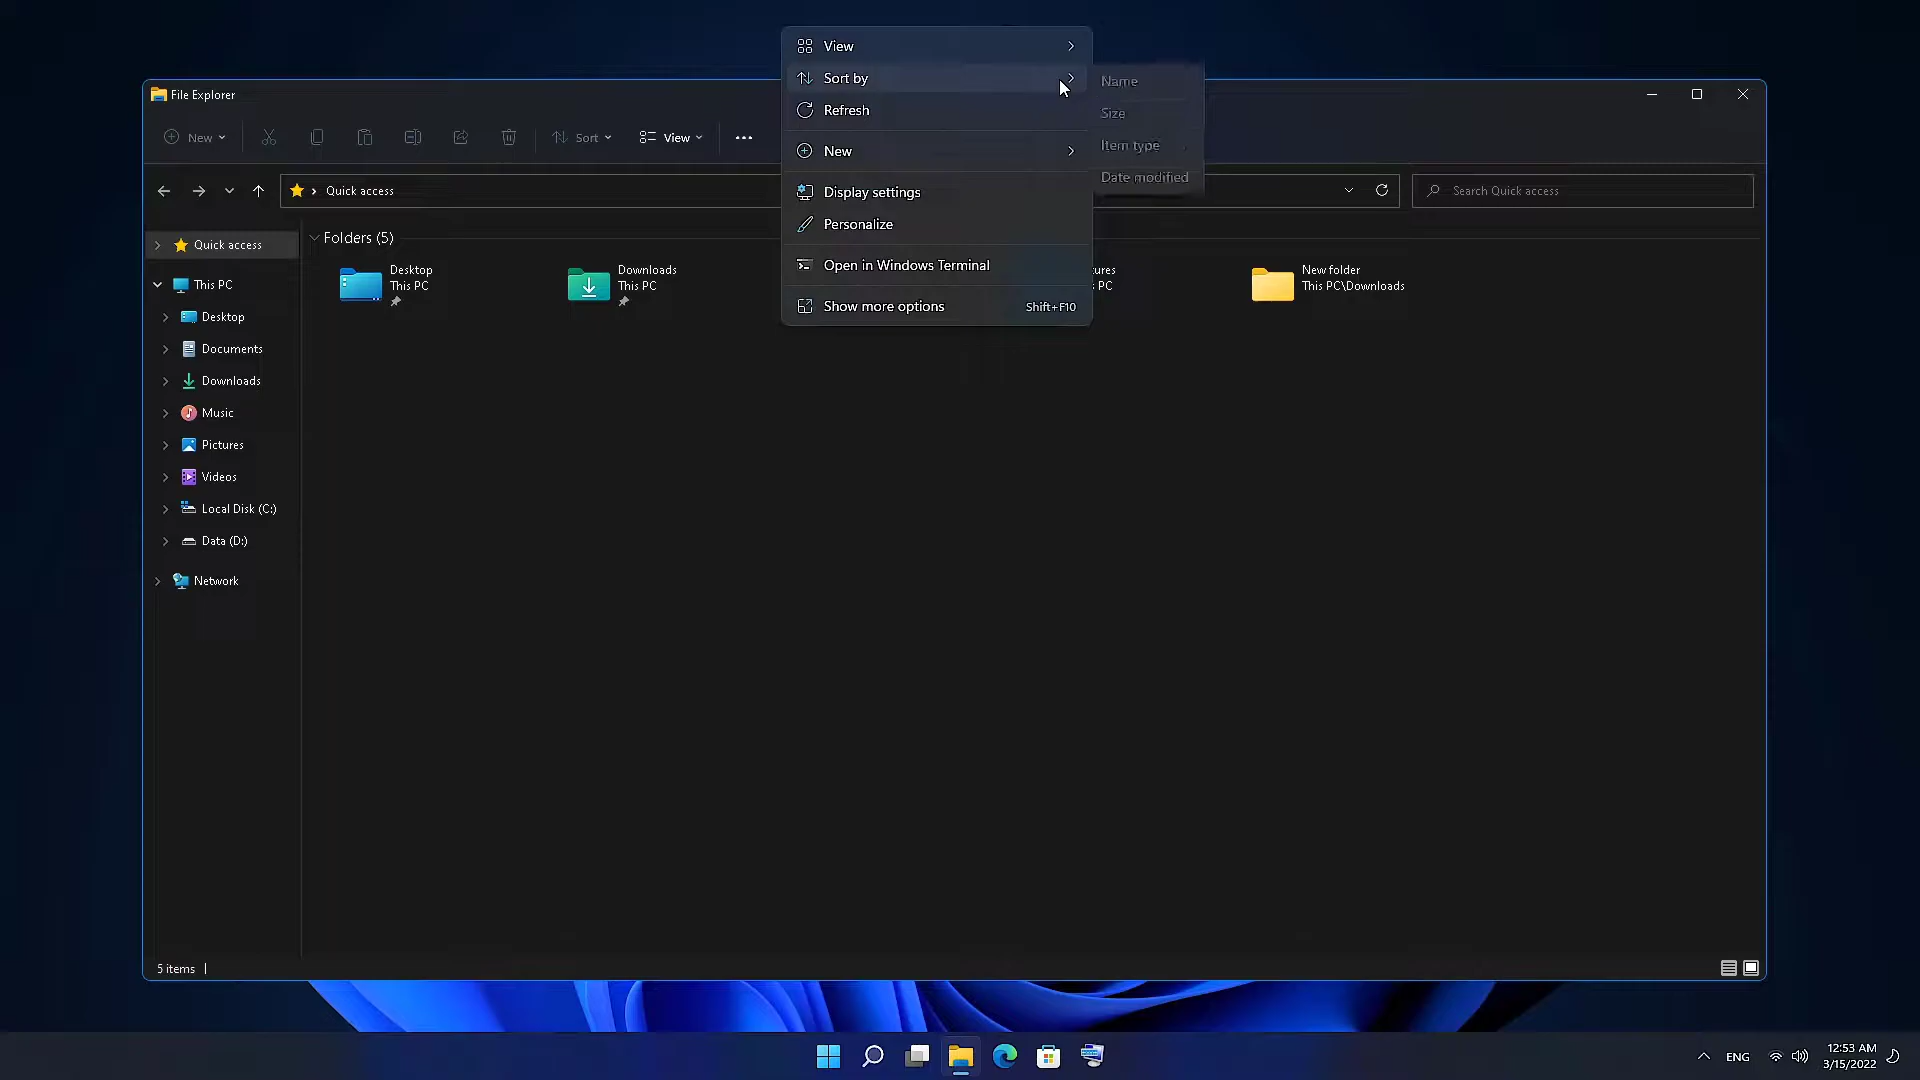 View
Sort by
Refresh
New
Display settings
Personalize
Open in Windows Terminal
Show more options Shift+F10
Name
Size
Item type
Date modified
File Explorer
New
Sort
View
Quick access
Search Quick access
Quick access
This PC
Desktop
Documents
Downloads
Music
Pictures
Videos
Local Disk (C:)
Data (D:)
Network
Folders (5)
Desktop
This PC
Downloads
This PC
ures
PC
New folder
This PC\Downloads
5 items
ENG
12:53 AM
3/15/2022